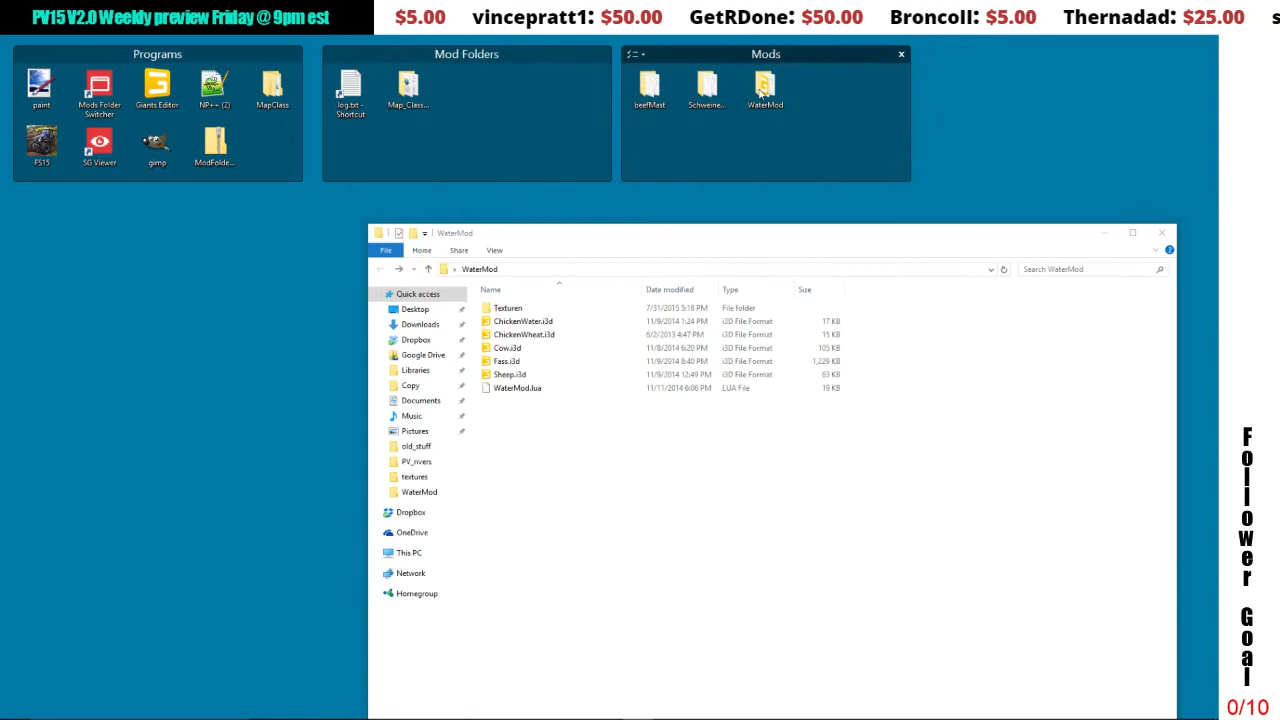 PV15 V2.0 Weekly preview Friday @ 9pm est
$5.00 vincepratt1: $50.00 GetRDone: $50.00 BroncoII: $5.00 Thernadad: $25.00 s
Programs
paint
Mods Folder Switcher
Giants Editor
NP++ (2)
MapClass
FS15
SG Viewer
gimp
ModFolde...
Mod Folders
log.txt - Shortcut
Map_Class...
Mods
beefMast
Schweine...
WaterMod
WaterMod
File Home Share View
WaterMod
Search WaterMod
Name Date modified Type Size
Texturen 7/31/2015 5:18 PM File folder
ChickenWater.i3d 11/9/2014 1:24 PM i3D File Format 17 KB
ChickenWheat.i3d 6/2/2013 4:47 PM i3D File Format 15 KB
Cow.i3d 11/8/2014 6:20 PM i3D File Format 105 KB
Fass.i3d 11/9/2014 8:40 PM i3D File Format 1,229 KB
Sheep.i3d 11/9/2014 12:49 PM i3D File Format 63 KB
WaterMod.lua 11/11/2014 6:06 PM LUA File 19 KB
Quick access
Desktop
Downloads
Dropbox
Google Drive
Libraries
Copy
Documents
Music
Pictures
old_stuff
PV_rivers
textures
WaterMod
Dropbox
OneDrive
This PC
Network
Homegroup
Follower Goal
0/10